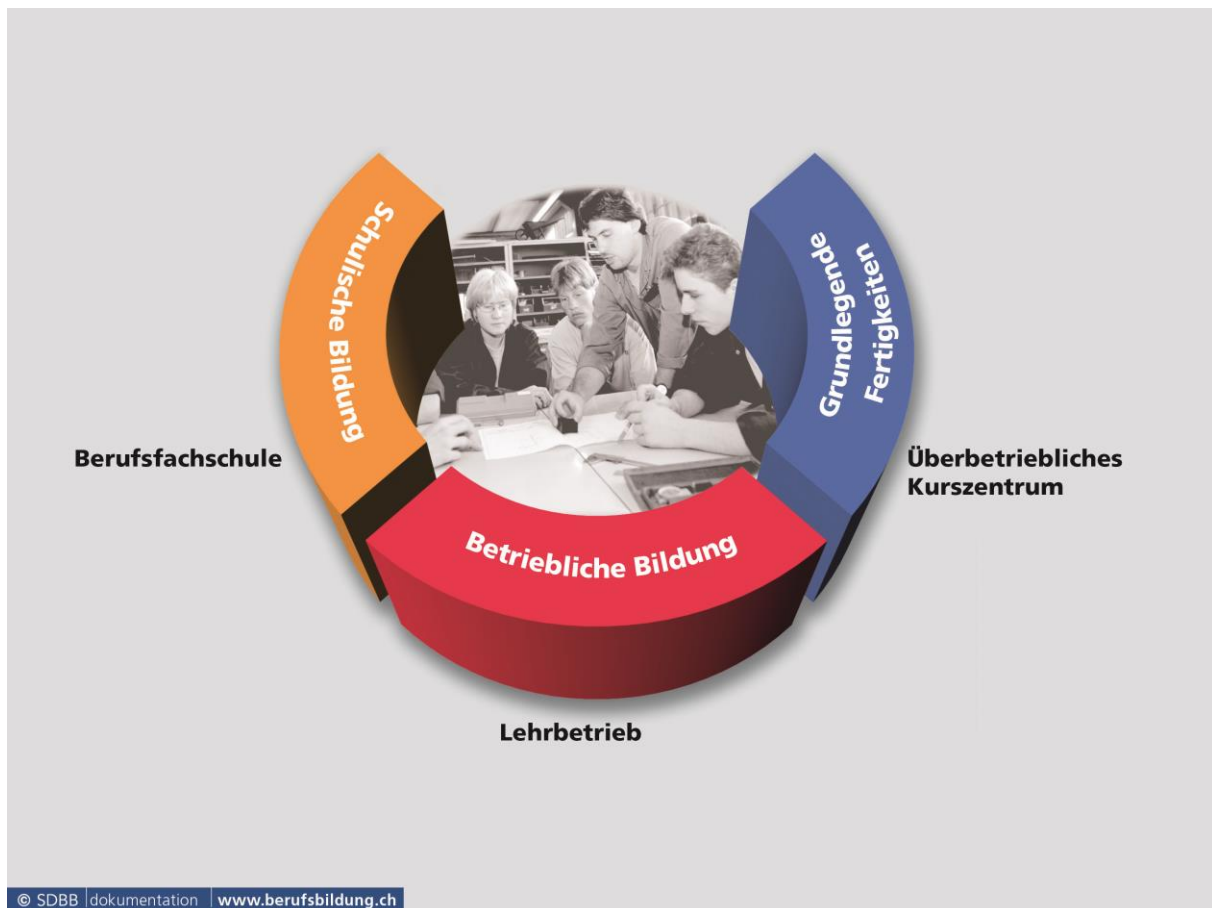 Schulische Bildung
Grundlegende
Fertigkeiten
Berufsfachschule
Überbetriebliches
Kurszentrum
Betriebliche Bildung
Lehrbetrieb
© SDBB dokumentation www.berufsbildung.ch